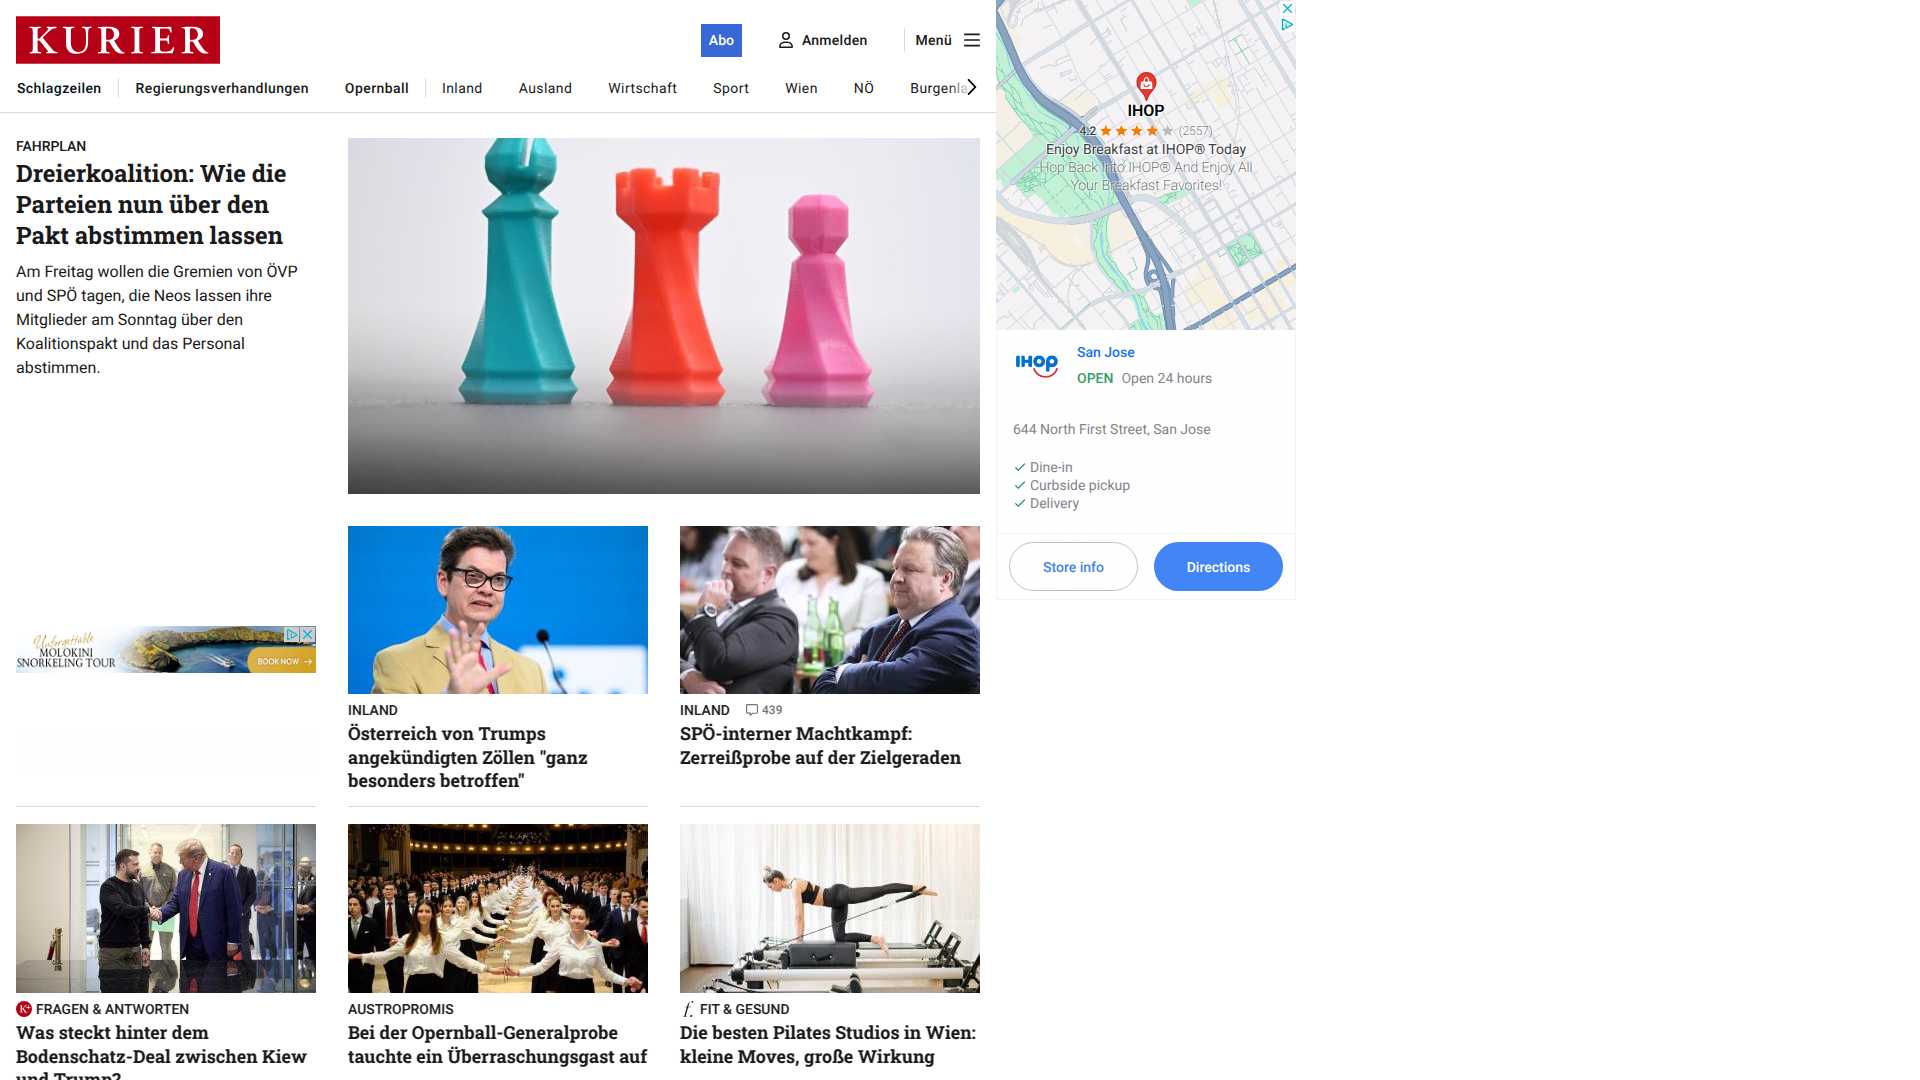 KURIER
Abo
Anmelden
Menü
Schlagzeilen
Regierungsverhandlungen
Opernball
Inland
Ausland
Wirtschaft
Sport
Wien
NÖ
Burgenla
FAHRPLAN
Dreierkoalition: Wie die
Parteien nun über den
Pakt abstimmen lassen
Am Freitag wollen die Gremien von ÖVP
und SPÖ tagen, die Neos lassen ihre
Mitglieder am Sonntag über den
Koalitionspakt und das Personal
abstimmen.
IHOP
4.2 (2557)
Enjoy Breakfast at IHOP® Today
Hop Back Into IHOP® And Enjoy All
Your Breakfast Favorites!
IHOP
San Jose
OPEN Open 24 hours
644 North First Street, San Jose
Dine-in
Curbside pickup
Delivery
Store info
Directions
Unforgettable
MOLOKINI
SNORKELING TOUR
BOOK NOW
INLAND
Österreich von Trumps
angekündigten Zöllen "ganz
besonders betroffen"
INLAND 439
SPÖ-interner Machtkampf:
Zerreißprobe auf der Zielgeraden
FRAGEN & ANTWORTEN
Was steckt hinter dem
Bodenschatz-Deal zwischen Kiew
und Trump?
AUSTROPROMIS
Bei der Opernball-Generalprobe
tauchte ein Überraschungsgast auf
f. FIT & GESUND
Die besten Pilates Studios in Wien:
kleine Moves, große Wirkung